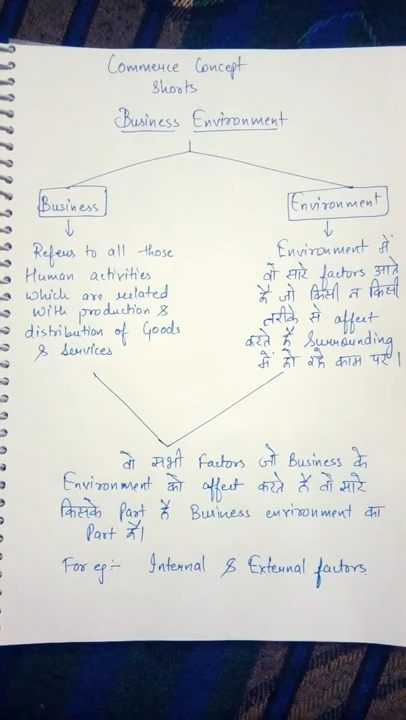 Commerce Concept
Shorts
Business Environment
Business
Refers to all those
Human activities
which are related
with production &
distribution of Goods
& services
Environment
Environment में
वो सारे factors आते
है जो किसी न किसी
तरीके से affect
करते हैं Surrounding
में हो रहे काम पर।
वो सभी Factors जो Business के
Environment को affect करते हैं वो सारे
किसके Part हैं Business environment का
Part हैं।
For eg:- Internal & External factors.